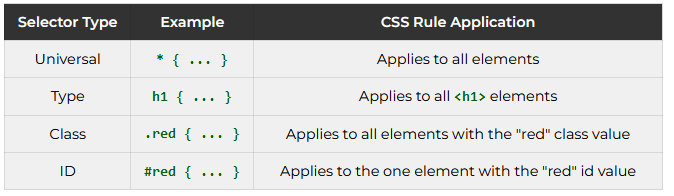 Selector Type Example CSS Rule Application
Universal * { ... } Applies to all elements
Type h1 { ... } Applies to all <h1> elements
Class .red { ... } Applies to all elements with the "red" class value
ID #red { ... } Applies to the one element with the "red" id value